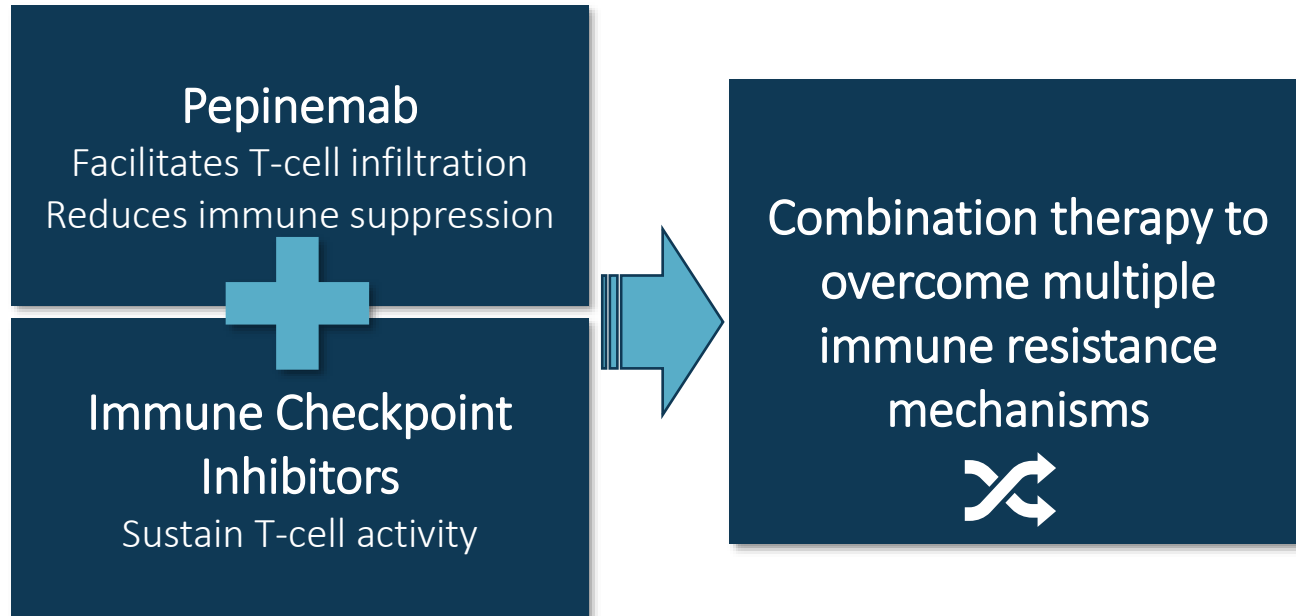 Pepinemab
Facilitates T-cell infiltration
Reduces immune suppression
Immune Checkpoint
Inhibitors
Sustain T-cell activity
Combination therapy to
overcome multiple
immune resistance
mechanisms